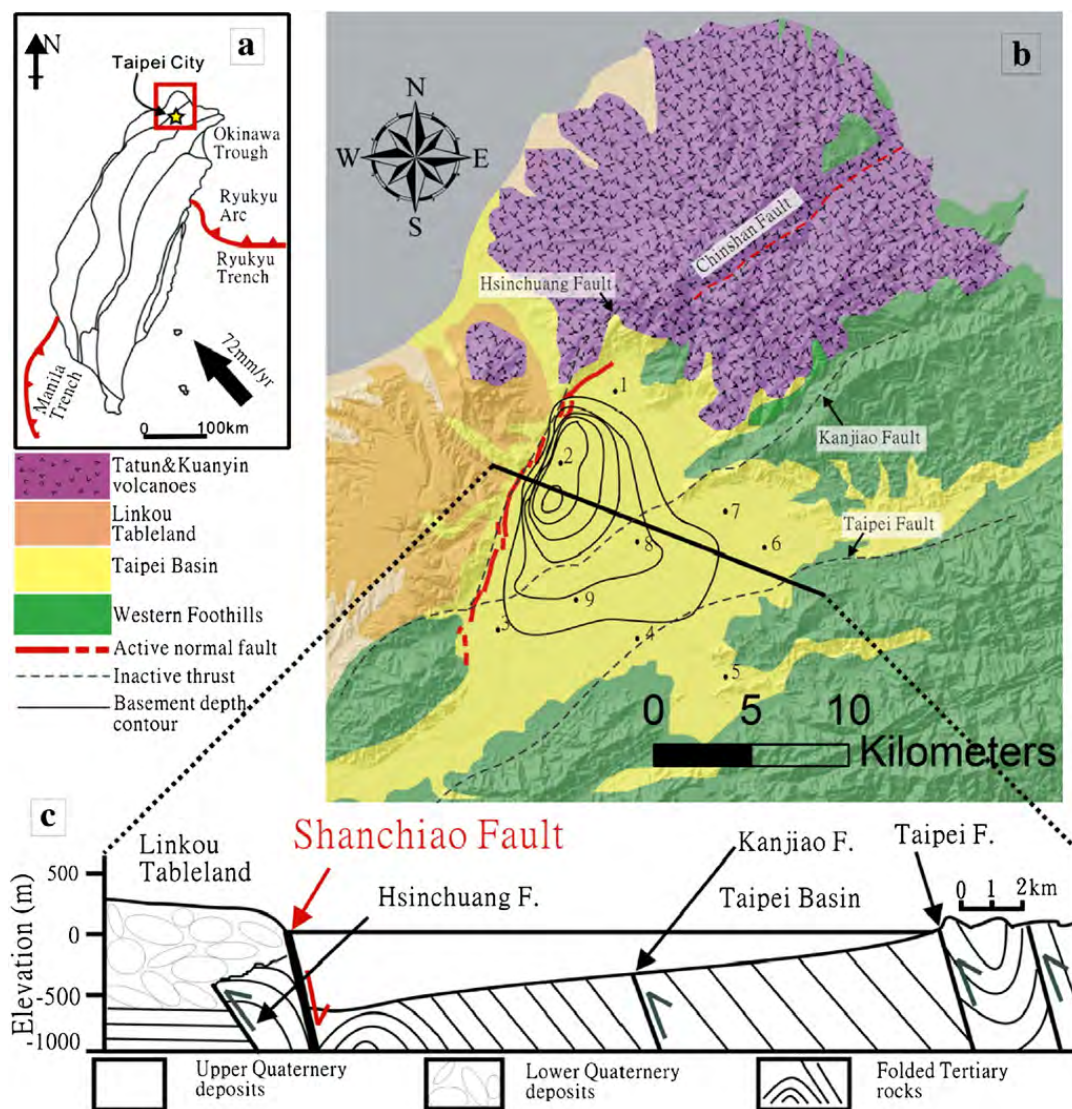 a
N
Taipei City
Okinawa
Trough
Ryukyu
Arc
Ryukyu
Trench
Manila
Trench
72mm/yr
0 100km
b
N
W E
S
Chinshan Fault
Hsinchuang Fault
Kanjiao Fault
Taipei Fault
1
2
7
8
6
9
3
4
5
0 5 10
Kilometers
Tatun&Kuanyin
volcanoes
Linkou
Tableland
Taipei Basin
Western Foothills
Active normal fault
Inactive thrust
Basement depth
contour
c
Linkou
Tableland
Shanchiao Fault
Hsinchuang F.
Kanjiao F.
Taipei F.
Taipei Basin
0 1 2km
Elevation (m)
500
0
-500
-1000
Upper Quaternery
deposits
Lower Quaternery
deposits
Folded Tertiary
rocks